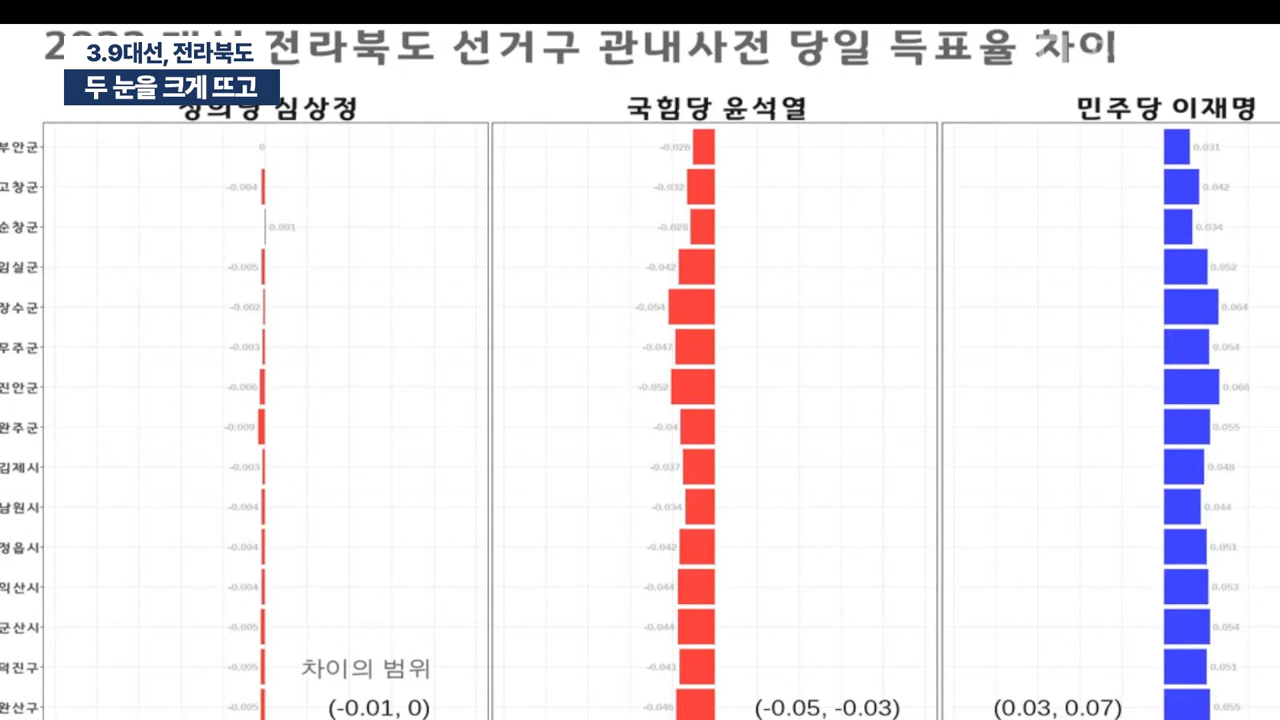 3.9대선, 전라북도
두 눈을 크게 뜨고
전라북도 선거구 관내사전 당일 득표율 차이
정의당 심상정 국힘당 윤석열 민주당 이재명
부안군 0 -0.026 0.031
고창군 -0.004 -0.032 0.042
순창군 0.001 -0.028 0.034
임실군 -0.005 -0.042 0.052
장수군 -0.002 -0.054 0.064
무주군 -0.003 -0.047 0.054
진안군 -0.052 0.066
완주군 -0.009 -0.04 0.055
김제시 -0.003 -0.037 0.048
남원시 -0.004 -0.034 0.044
정읍시 -0.004 -0.042 0.051
익산시 -0.004 -0.044 0.053
군산시 -0.005 -0.044 0.054
덕진구 -0.005 -0.041 0.051
차이의 범위
완산구 -0.005 -0.046 0.055
(-0.01, 0) (-0.05, -0.03) (0.03, 0.07)